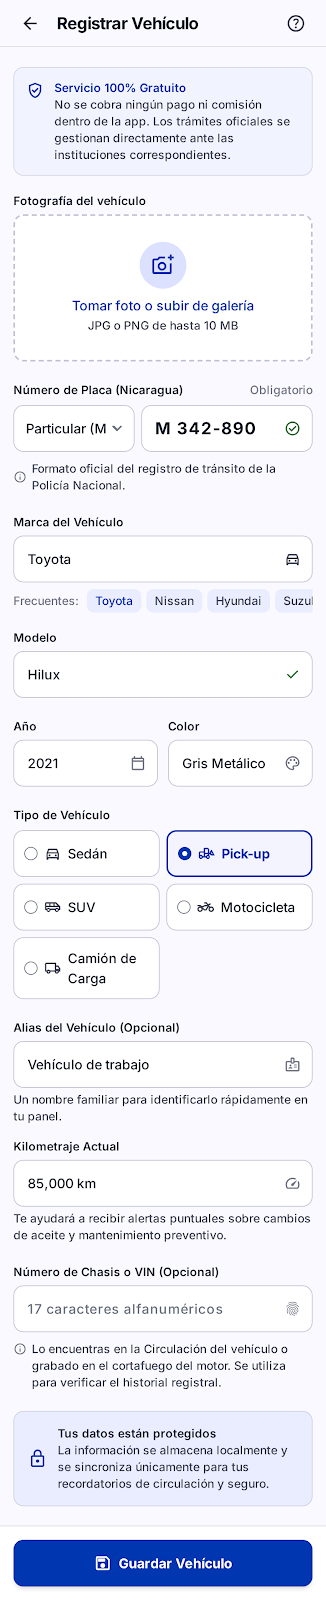 Registrar Vehículo
Servicio 100% Gratuito
No se cobra ningún pago ni comisión
dentro de la app. Los trámites oficiales se
gestionan directamente ante las
instituciones correspondientes.
Fotografía del vehículo
Tomar foto o subir de galería
JPG o PNG de hasta 10 MB
Número de Placa (Nicaragua) Obligatorio
Particular (M M 342-890
Formato oficial del registro de tránsito de la
Policía Nacional.
Marca del Vehículo
Toyota
Frecuentes: Toyota Nissan Hyundai
Modelo
Hilux
Año Color
2021 Gris Metálico
Tipo de Vehículo
Sedán Pick-up
SUV Motocicleta
Camión de
Carga
Alias del Vehículo (Opcional)
Vehículo de trabajo
Un nombre familiar para identificarlo rápidamente en
tu panel.
Kilometraje Actual
85,000 km
Te ayudará a recibir alertas puntuales sobre cambios
de aceite y mantenimiento preventivo.
Número de Chasis o VIN (Opcional)
17 caracteres alfanuméricos
Lo encuentras en la Circulación del vehículo o
grabado en el cortafuego del motor. Se utiliza
para verificar el historial registral.
Tus datos están protegidos
La información se almacena localmente y
se sincroniza únicamente para tus
recordatorios de circulación y seguro.
Guardar Vehículo